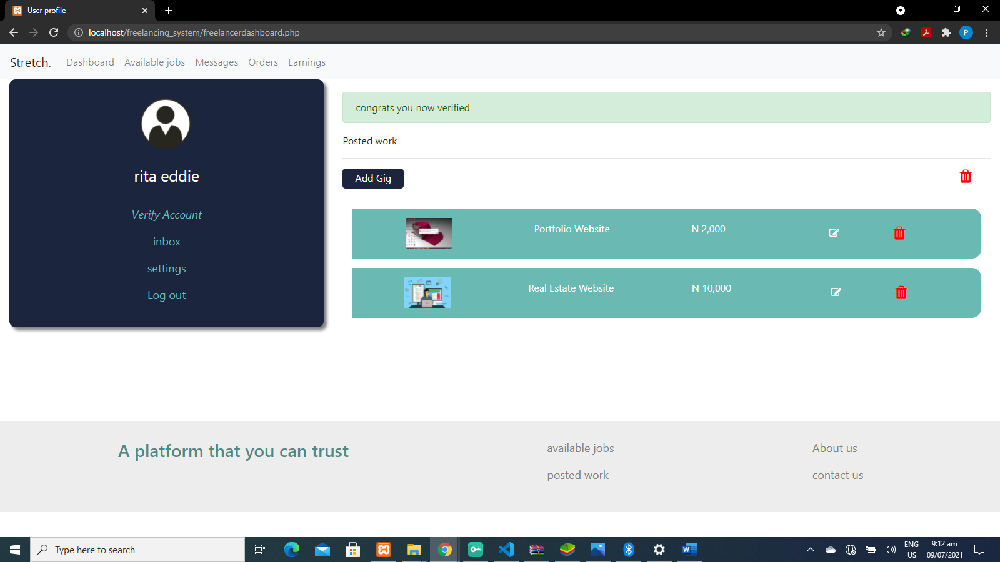 User profile
localhost/freelancing_system/freelancerdashboard.php
P
Stretch. Dashboard Available jobs Messages Orders Earnings
rita eddie
Verify Account
inbox
settings
Log out
congrats you now verified
Posted work
Add Gig
Portfolio Website N 2,000
Real Estate Website N 10,000
A platform that you can trust
available jobs
posted work
About us
contact us
Type here to search
ENG
US
9:12 am
09/07/2021